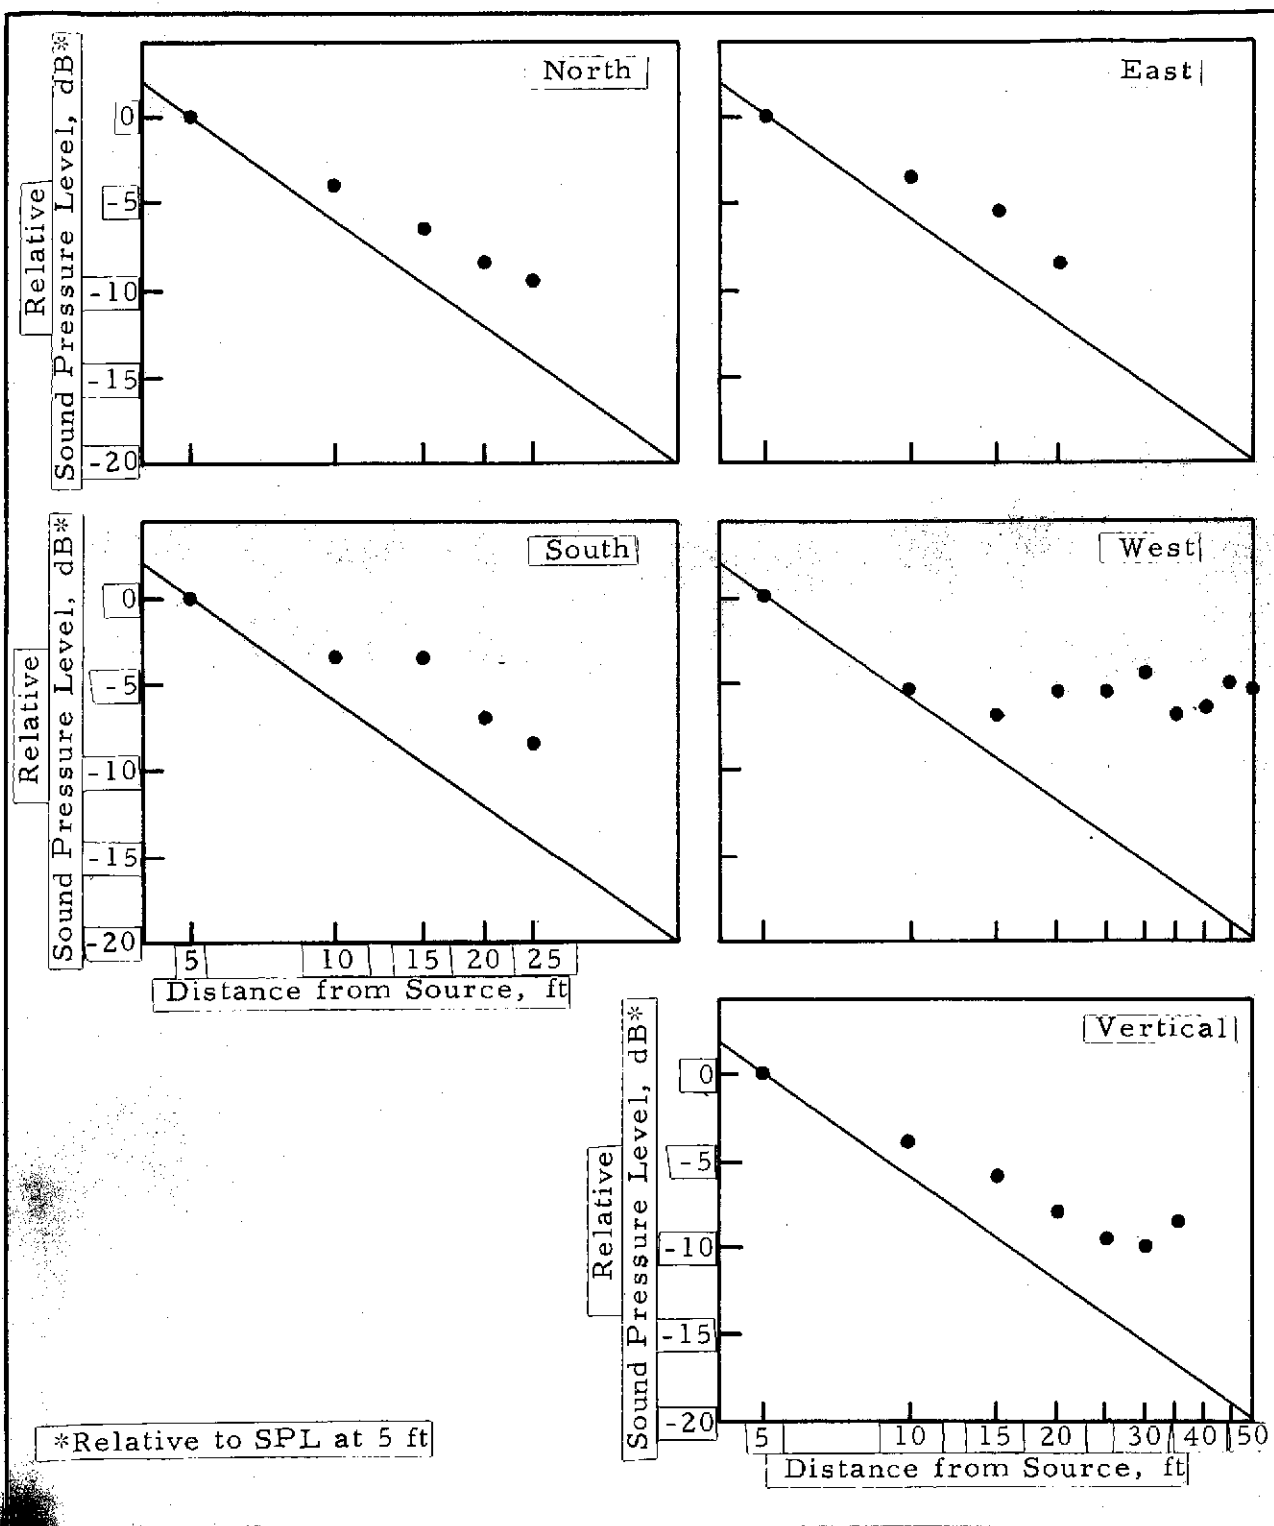 Relative
Sound Pressure Level, dB*
North
0
-5
-10
-15
-20
East
Relative
Sound Pressure Level, dB*
South
0
-5
-10
-15
-20
5 10 15 20 25
Distance from Source, ft
West
Relative
Sound Pressure Level, dB*
Vertical
0
-5
-10
-15
-20
5 10 15 20 30 40 50
Distance from Source, ft
*Relative to SPL at 5 ft